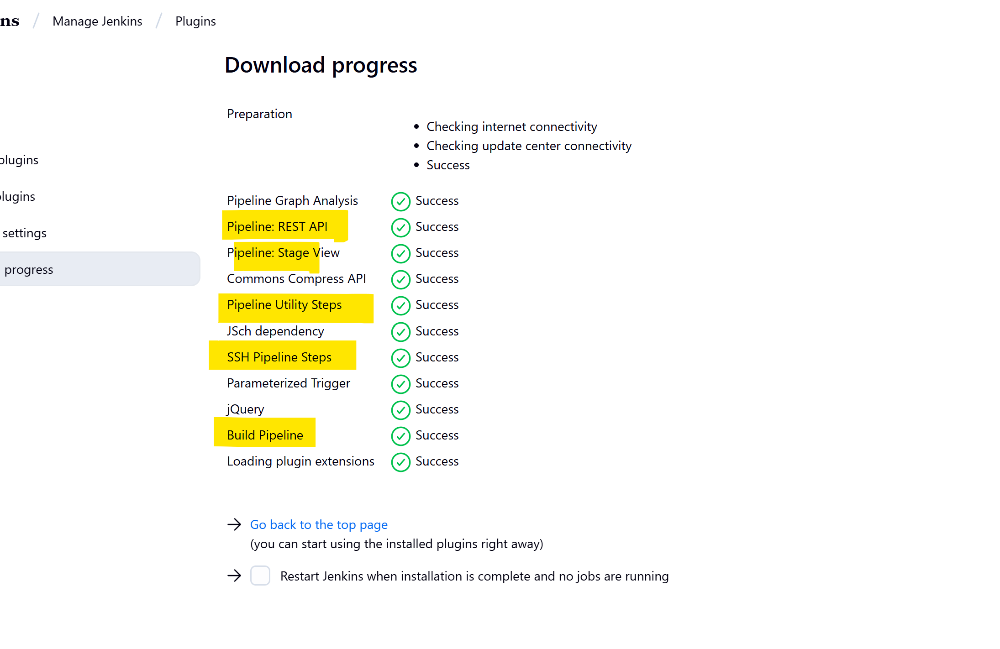 ns / Manage Jenkins / Plugins
Download progress
Preparation
Checking internet connectivity
Checking update center connectivity
Success
plugins
plugins
settings
progress
Pipeline Graph Analysis Success
Pipeline: REST API Success
Pipeline: Stage View Success
Commons Compress API Success
Pipeline Utility Steps Success
JSch dependency Success
SSH Pipeline Steps Success
Parameterized Trigger Success
jQuery Success
Build Pipeline Success
Loading plugin extensions Success
Go back to the top page
(you can start using the installed plugins right away)
Restart Jenkins when installation is complete and no jobs are running